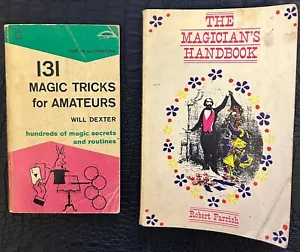 131
MAGIC TRICKS
for AMATEURS
WILL DEXTER
hundreds of magic secrets
and routines
THE
MAGICIAN'S
HANDBOOK
Robert Parrish